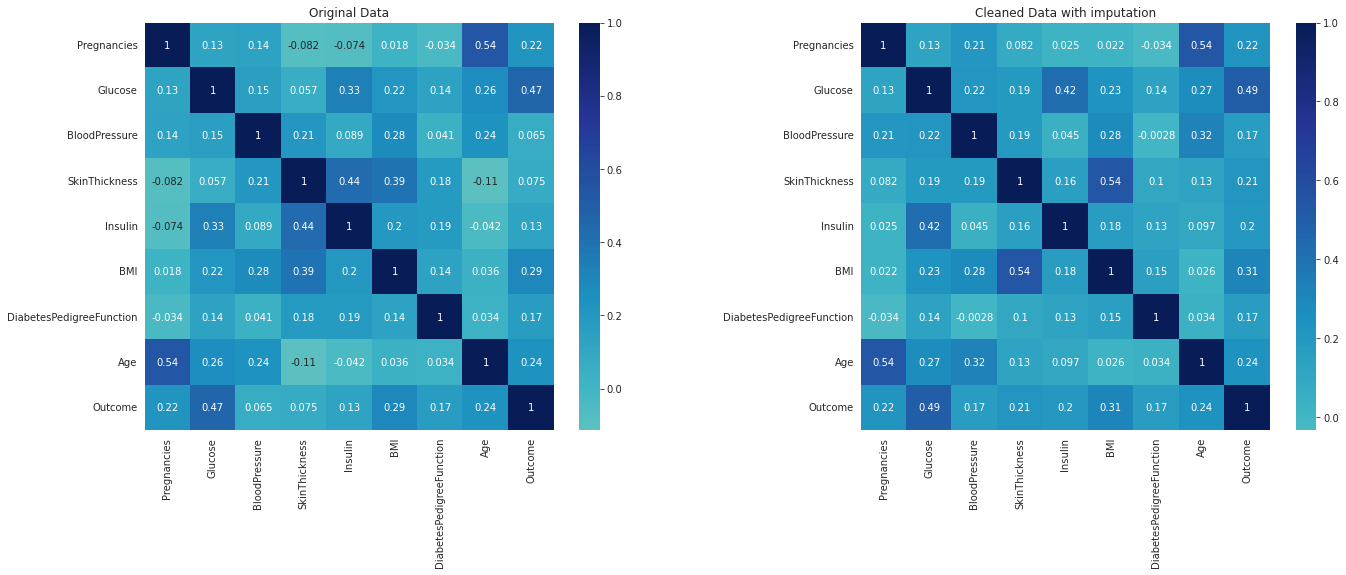 Original Data
Pregnancies 1 0.13 0.14 -0.082 -0.074 0.018 -0.034 0.54 0.22
Glucose 0.13 1 0.15 0.057 0.33 0.22 0.14 0.26 0.47
BloodPressure 0.14 0.15 1 0.21 0.089 0.28 0.041 0.24 0.065
SkinThickness -0.082 0.057 0.21 1 0.44 0.39 0.18 -0.11 0.075
Insulin -0.074 0.33 0.089 0.44 1 0.2 0.19 -0.042 0.13
BMI 0.018 0.22 0.28 0.39 0.2 1 0.14 0.036 0.29
DiabetesPedigreeFunction -0.034 0.14 0.041 0.18 0.19 0.14 1 0.034 0.17
Age 0.54 0.26 0.24 -0.11 -0.042 0.036 0.034 1 0.24
Outcome 0.22 0.47 0.065 0.075 0.13 0.29 0.17 0.24 1
Pregnancies
Glucose
BloodPressure
SkinThickness
Insulin
BMI
DiabetesPedigreeFunction
Age
Outcome
1.0
0.8
0.6
0.4
0.2
0.0
Cleaned Data with imputation
Pregnancies 1 0.13 0.21 0.082 0.025 0.022 -0.034 0.54 0.22
Glucose 0.13 1 0.22 0.19 0.42 0.23 0.14 0.27 0.49
BloodPressure 0.21 0.22 1 0.19 0.045 0.28 -0.0028 0.32 0.17
SkinThickness 0.082 0.19 0.19 1 0.16 0.54 0.1 0.13 0.21
Insulin 0.025 0.42 0.045 0.16 1 0.18 0.13 0.097 0.2
BMI 0.022 0.23 0.28 0.54 0.18 1 0.15 0.026 0.31
DiabetesPedigreeFunction -0.034 0.14 -0.0028 0.1 0.13 0.15 1 0.034 0.17
Age 0.54 0.27 0.32 0.13 0.097 0.026 0.034 1 0.24
Outcome 0.22 0.49 0.17 0.21 0.2 0.31 0.17 0.24 1
Pregnancies
Glucose
BloodPressure
SkinThickness
Insulin
BMI
DiabetesPedigreeFunction
Age
Outcome
1.0
0.8
0.6
0.4
0.2
0.0